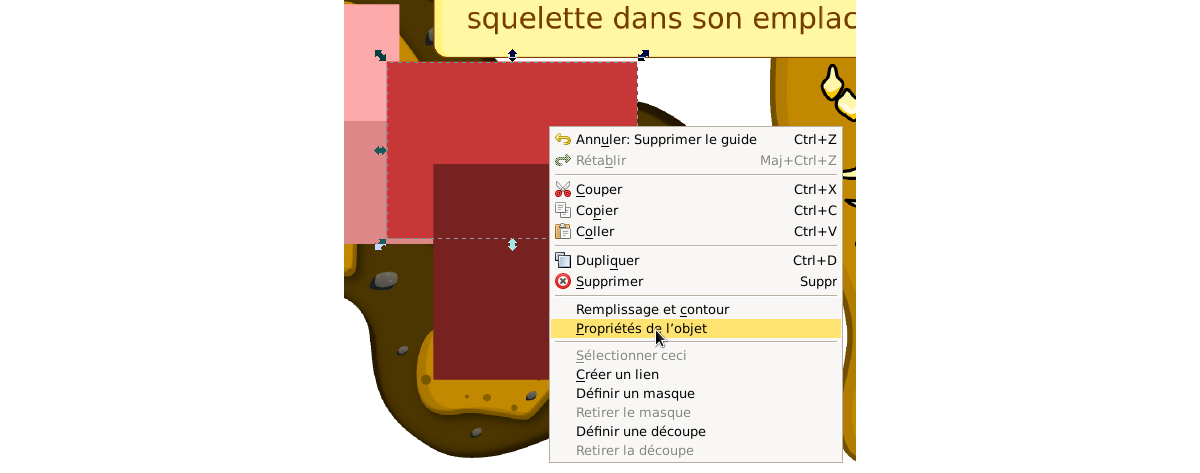 squelette dans son emplac
Annuler: Supprimer le guide Ctrl+Z
Rétablir Maj+Ctrl+Z
Couper Ctrl+X
Copier Ctrl+C
Coller Ctrl+V
Dupliquer Ctrl+D
Supprimer Suppr
Remplissage et contour
Propriétés de l’objet
Sélectionner ceci
Créer un lien
Définir un masque
Retirer le masque
Définir une découpe
Retirer la découpe